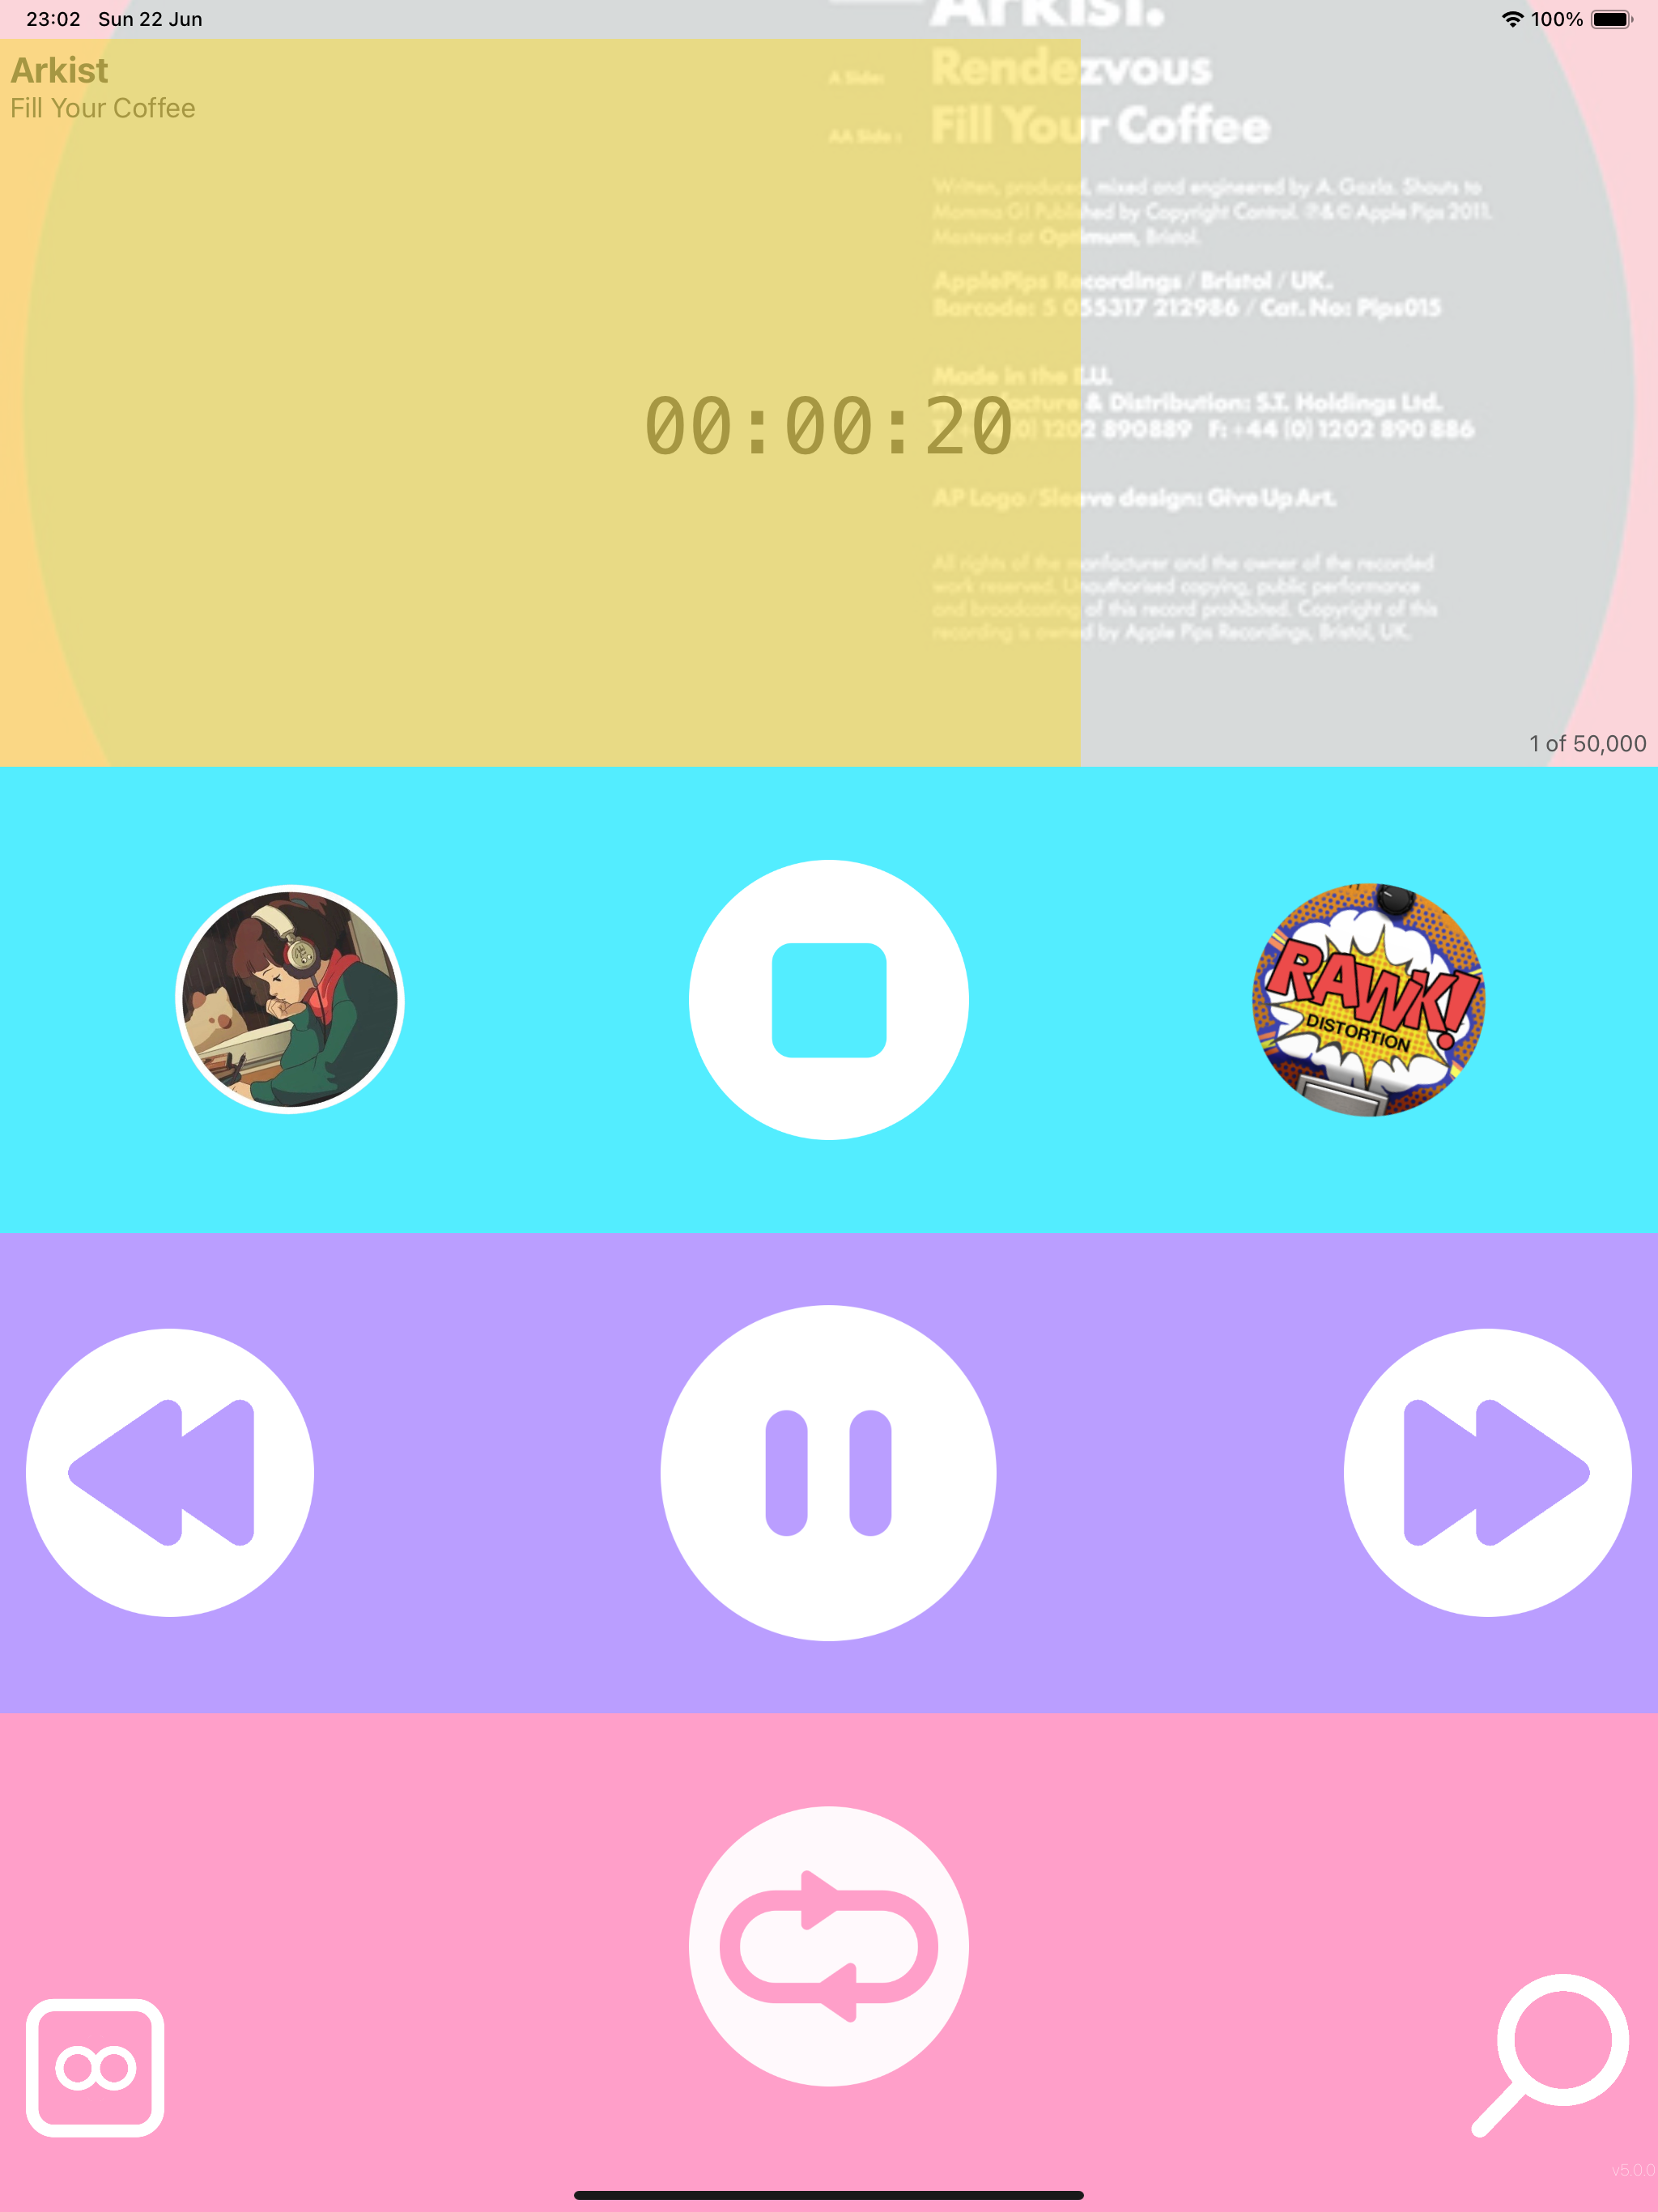 23:02 Sun 22 Jun
100%
Arkist.
A Side: Rendezvous
AA Side : Fill Your Coffee
Arkist
Fill Your Coffee
Written, produced, mixed and engineered by A. Gazla. Shouts to
Momma G! Published by Copyright Control. ℗ & © Apple Pips 2011.
Mastered at Optimum, Bristol.
ApplePips Recordings / Bristol / UK.
Barcode: 5 055317 212986 / Cat. No: Pips015
Made in the E.U.
Manufacture & Distribution: S.T. Holdings Ltd.
(0) 1202 890889 F: +44 (0) 1202 890 886
00:00:20
AP Logo / Sleeve design: Give Up Art.
All rights of the manfacturer and the owner of the recorded
work reserved. Unauthorised copying, public performance
and broadcasting of this record prohibited. Copyright of this
recording is owned by Apple Pips Recordings, Bristol, UK.
1 of 50,000
RAWK!
DISTORTION
v5.0.0